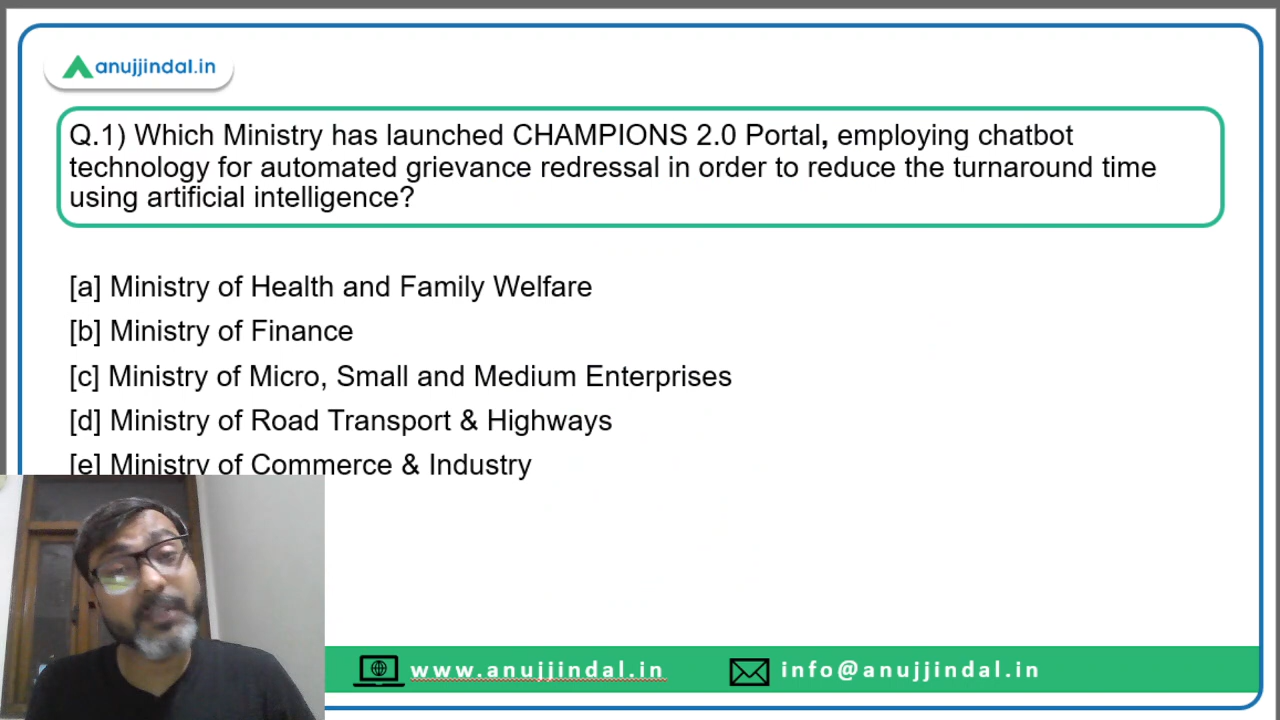 anujjindal.in
Q.1) Which Ministry has launched CHAMPIONS 2.0 Portal, employing chatbot
technology for automated grievance redressal in order to reduce the turnaround time
using artificial intelligence?
[a] Ministry of Health and Family Welfare
[b] Ministry of Finance
[c] Ministry of Micro, Small and Medium Enterprises
[d] Ministry of Road Transport & Highways
[e] Ministry of Commerce & Industry
www.anujjindal.in info@anujjindal.in